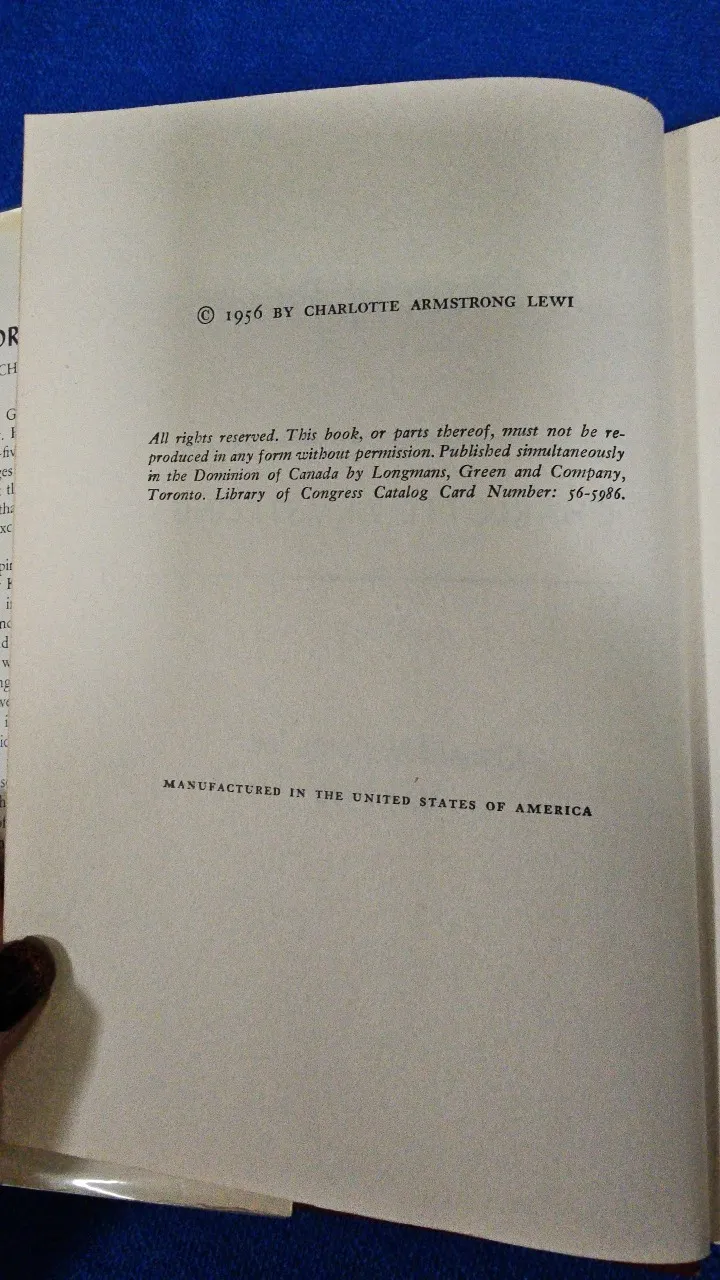 © 1956 BY CHARLOTTE ARMSTRONG LEWI
All rights reserved. This book, or parts thereof, must not be re-
produced in any form without permission. Published simultaneously
in the Dominion of Canada by Longmans, Green and Company,
Toronto. Library of Congress Catalog Card Number: 56-5986.
MANUFACTURED IN THE UNITED STATES OF AMERICA